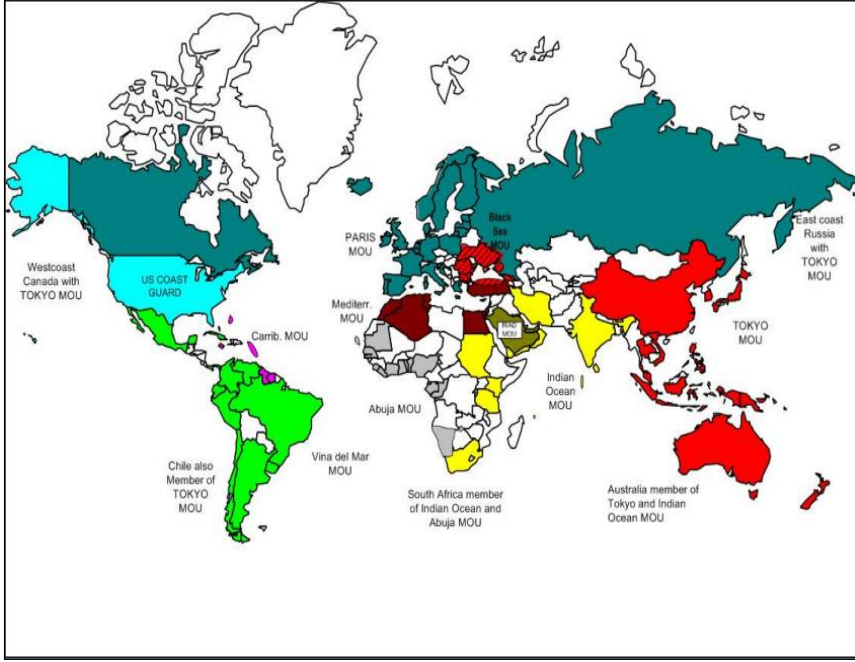 Black
Sea
MOU
East coast
Russia
with
TOKYO
MOU
PARIS
MOU
Westcoast
Canada with
TOKYO MOU
US COAST
GUARD
Mediterr.
MOU
RIAD
MOU
TOKYO
MOU
Carrib. MOU
Indian
Ocean
MOU
Abuja MOU
Vina del Mar
MOU
Chile also
Member of
TOKYO
MOU
South Africa member
of Indian Ocean and
Abuja MOU
Australia member of
Tokyo and Indian
Ocean MOU